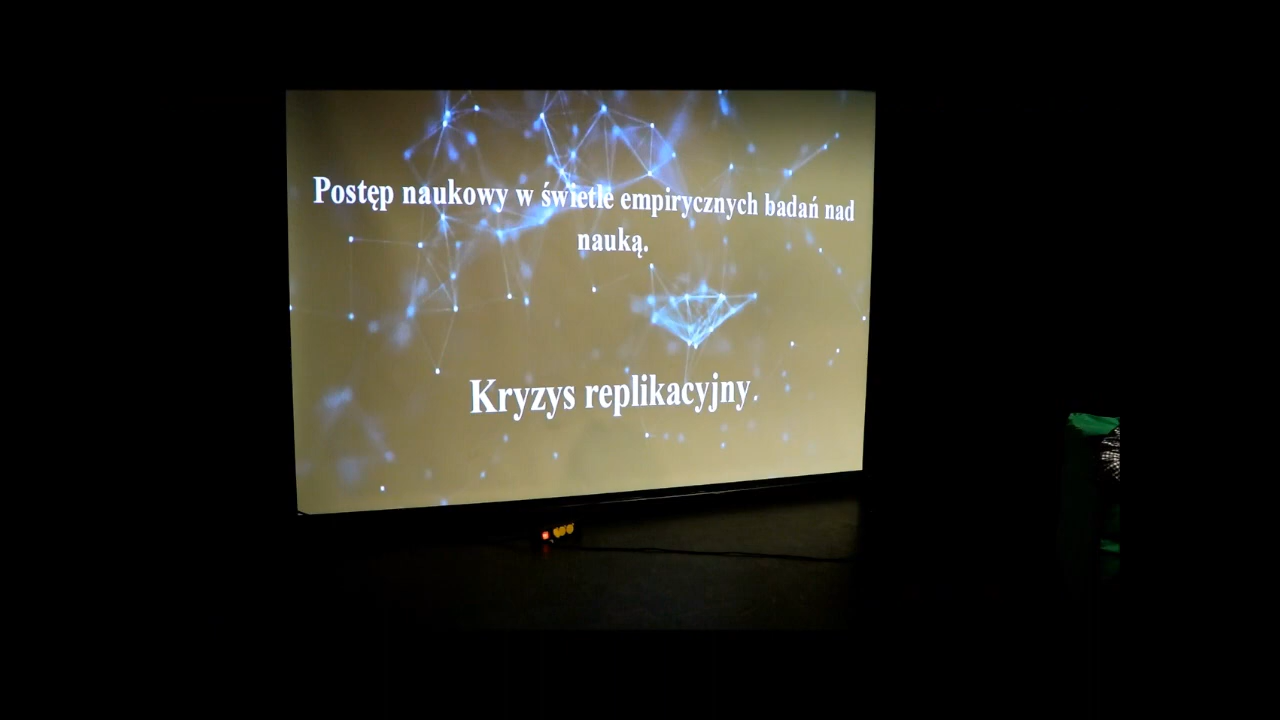 Postęp naukowy w świetle empirycznych badań nad
nauką.
Kryzys replikacyjny.